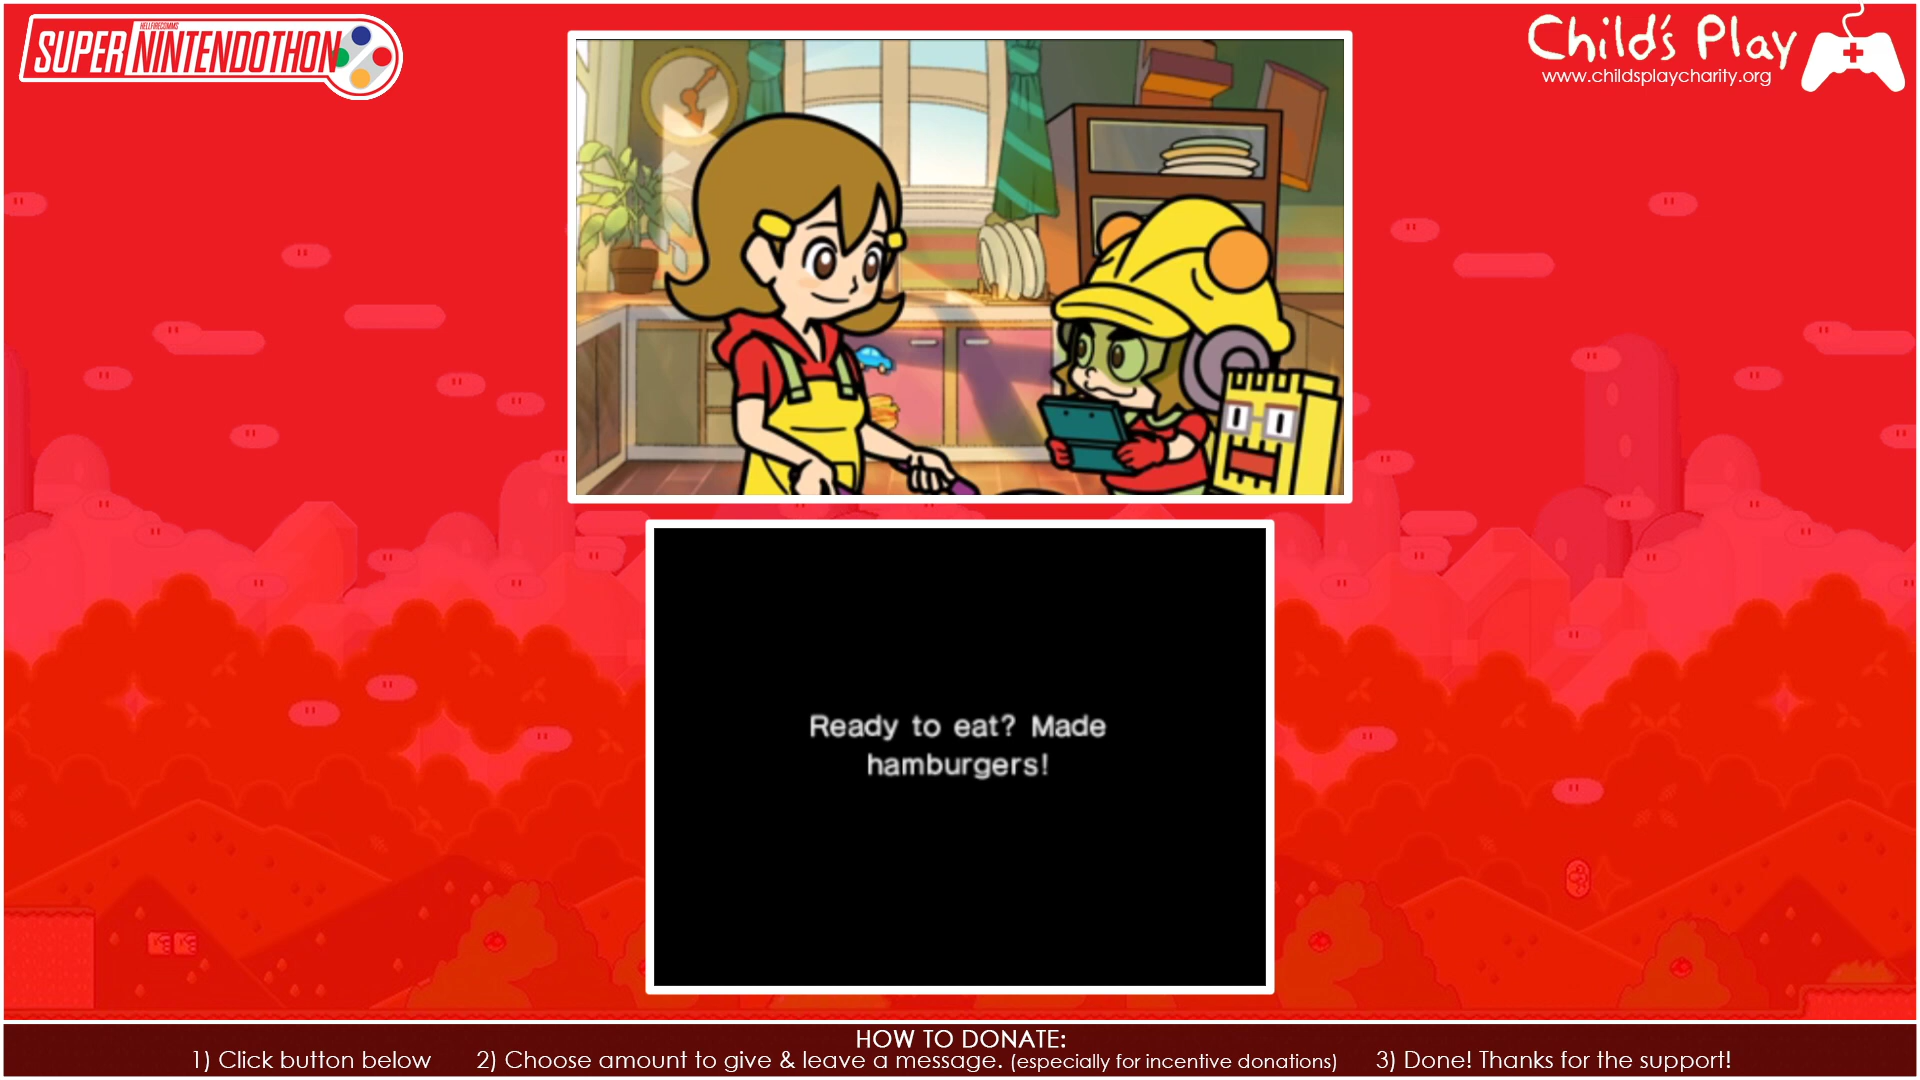 HELLFIRECOMMS
SUPER NINTENDOTHON
Child's Play
www.childsplaycharity.org
Ready to eat? Made
hamburgers!
HOW TO DONATE:
1) Click button below 2) Choose amount to give & leave a message. (especially for incentive donations) 3) Done! Thanks for the support!